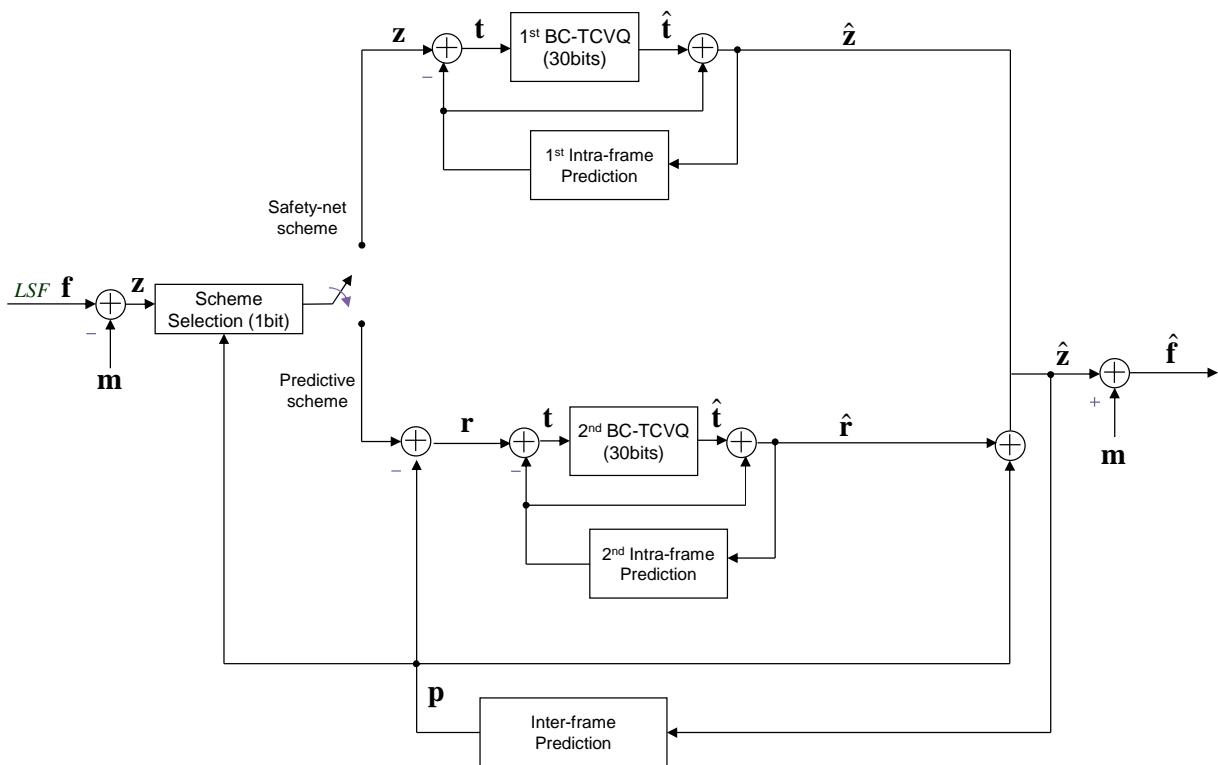 z
t
1st BC-TCVQ
(30bits)
t̂
ẑ
−
1st Intra-frame
Prediction
Safety-net
scheme
LSF f
z
Scheme
Selection (1bit)
−
m
Predictive
scheme
r
t
2nd BC-TCVQ
(30bits)
t̂
r̂
−
−
ẑ
f̂
+
m
2nd Intra-frame
Prediction
p
Inter-frame
Prediction